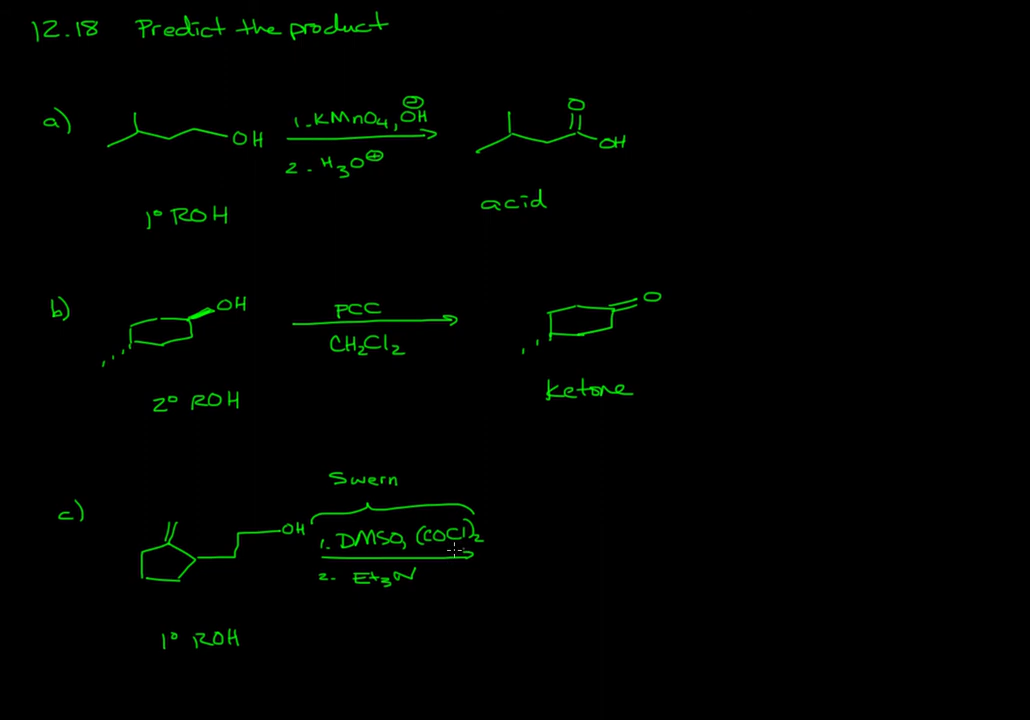 12.18 Predict the product
a)
OH
1. KMnO4, OH ⊖
2. H3O ⊕
O
OH
1° ROH
acid
b)
OH
PCC
CH2Cl2
O
2° ROH
ketone
c)
Swern
OH
1. DMSO, (COCl)2
2. Et3N
1° ROH